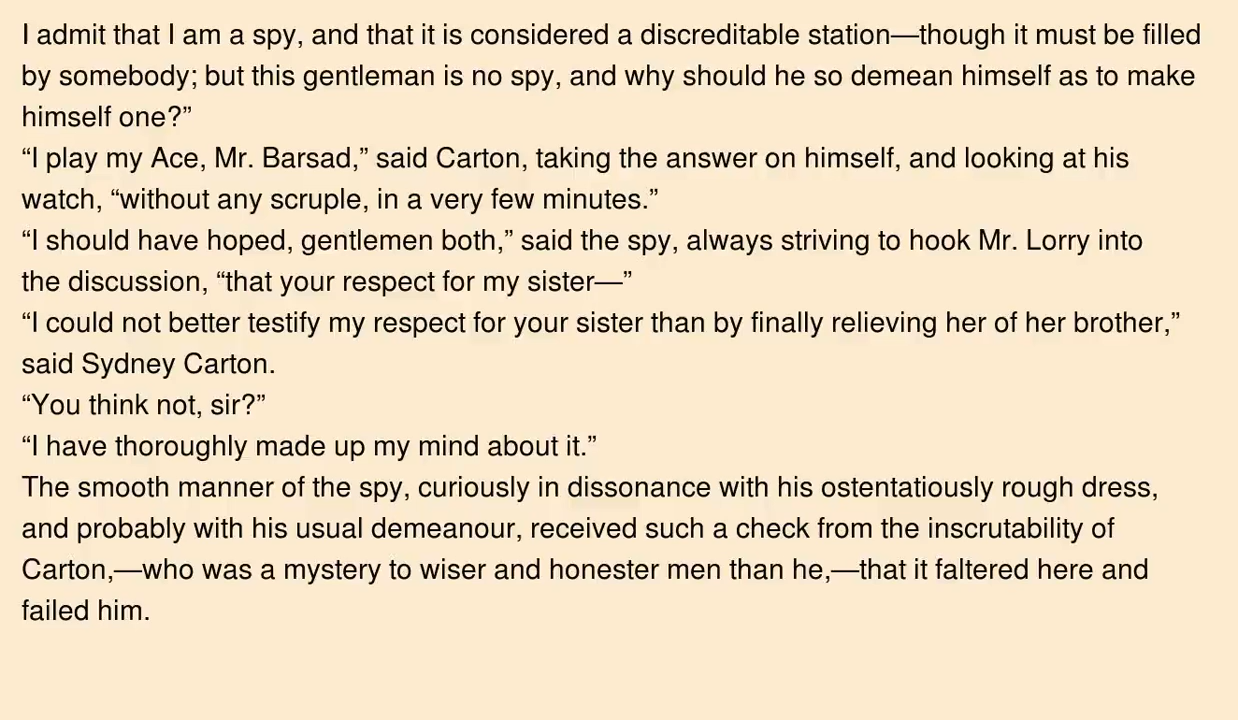 I admit that I am a spy, and that it is considered a discreditable station—though it must be filled
by somebody; but this gentleman is no spy, and why should he so demean himself as to make
himself one?”
“I play my Ace, Mr. Barsad,” said Carton, taking the answer on himself, and looking at his
watch, “without any scruple, in a very few minutes.”
“I should have hoped, gentlemen both,” said the spy, always striving to hook Mr. Lorry into
the discussion, “that your respect for my sister—”
“I could not better testify my respect for your sister than by finally relieving her of her brother,”
said Sydney Carton.
“You think not, sir?”
“I have thoroughly made up my mind about it.”
The smooth manner of the spy, curiously in dissonance with his ostentatiously rough dress,
and probably with his usual demeanour, received such a check from the inscrutability of
Carton,—who was a mystery to wiser and honester men than he,—that it faltered here and
failed him.